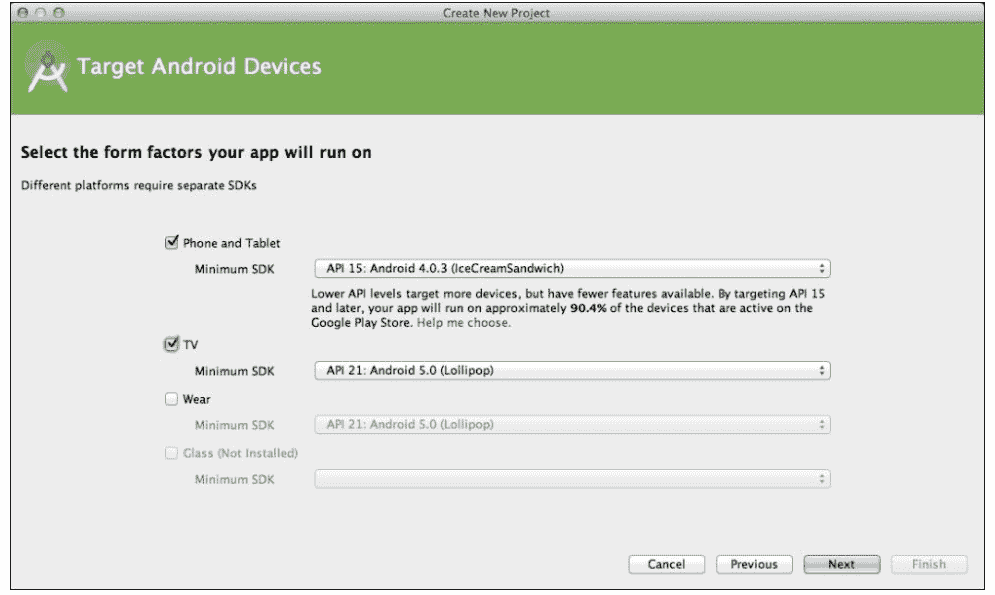 Create New Project
Target Android Devices
Select the form factors your app will run on
Different platforms require separate SDKs
Phone and Tablet
Minimum SDK
API 15: Android 4.0.3 (IceCreamSandwich)
Lower API levels target more devices, but have fewer features available. By targeting API 15
and later, your app will run on approximately 90.4% of the devices that are active on the
Google Play Store. Help me choose.
TV
Minimum SDK
API 21: Android 5.0 (Lollipop)
Wear
Minimum SDK
API 21: Android 5.0 (Lollipop)
Glass (Not Installed)
Minimum SDK
Cancel
Previous
Next
Finish